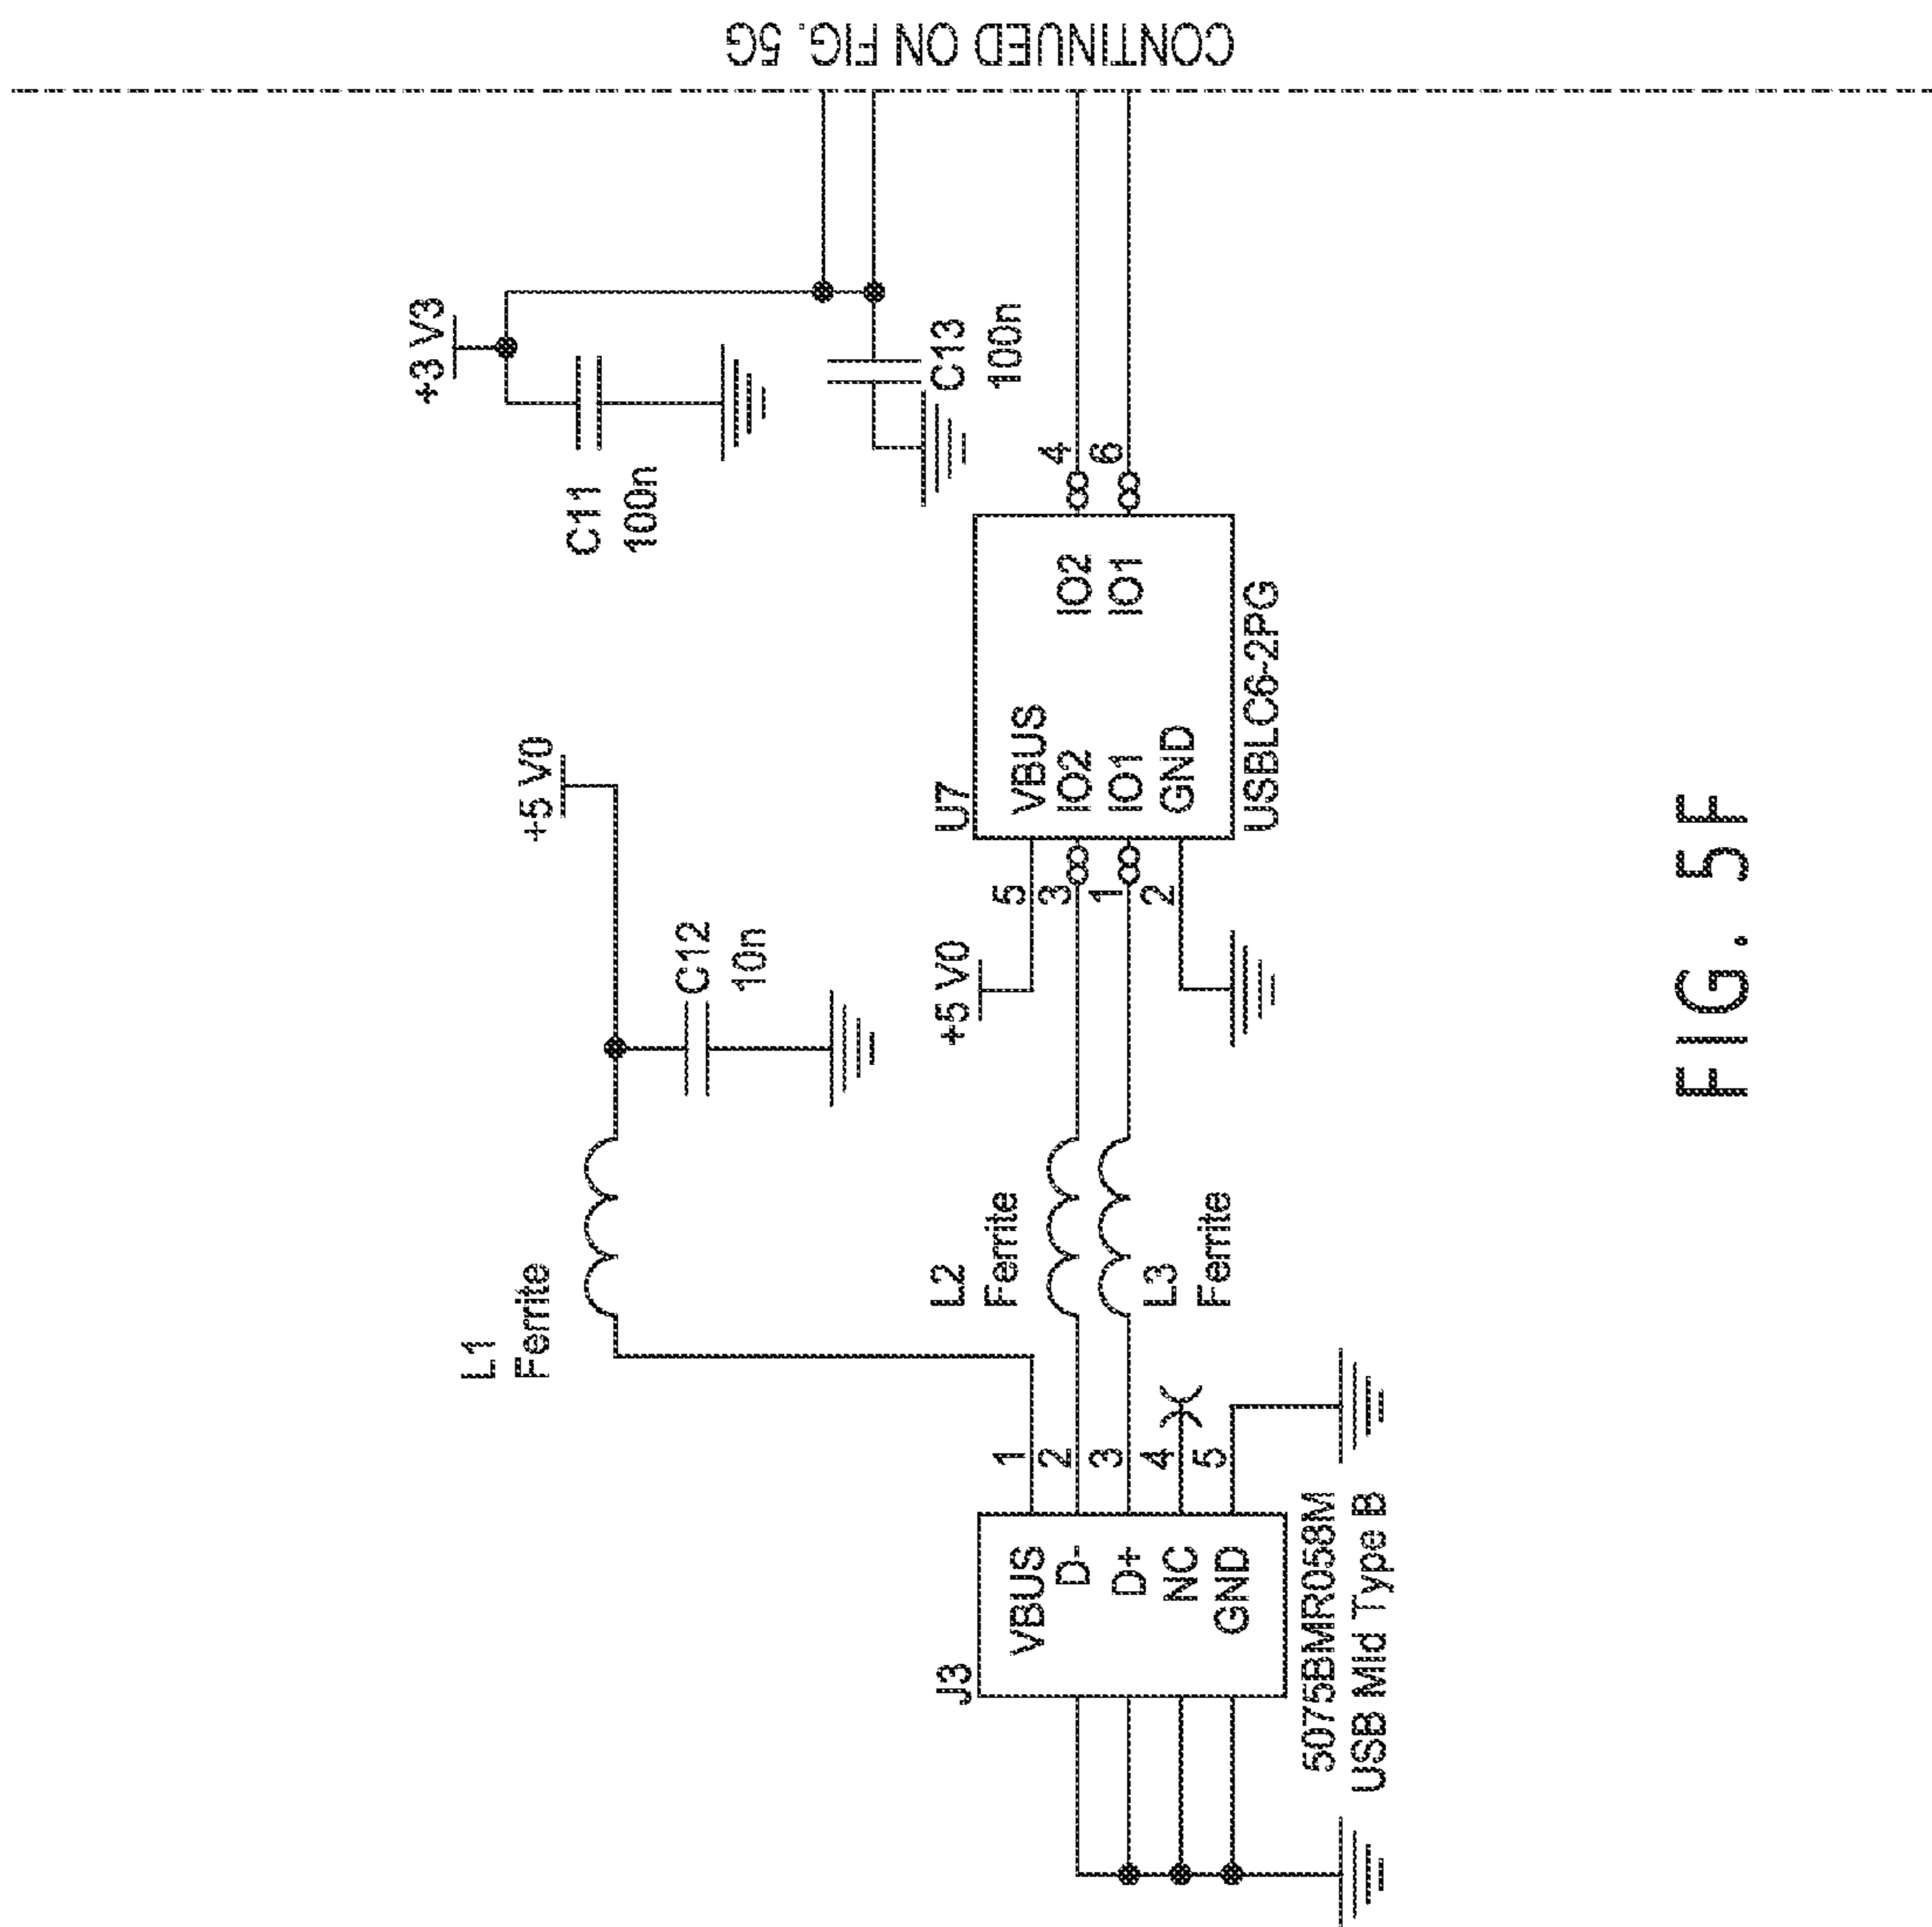 CONTINUED ON FIG. 5G
+3 V3
C11
100n
C13
100n
L1
Ferrite
+5 V0
C12
10n
L2
Ferrite
L3
Ferrite
+5 V0
U7
VBUS
IO2
IO1
GND
IO2
IO1
5
3
1
2
4
6
USBLC6-2PG
J3
VBUS
D-
D+
NC
GND
1
2
3
4
5
5075BMR058M
USB Mid Type B
FIG. 5F